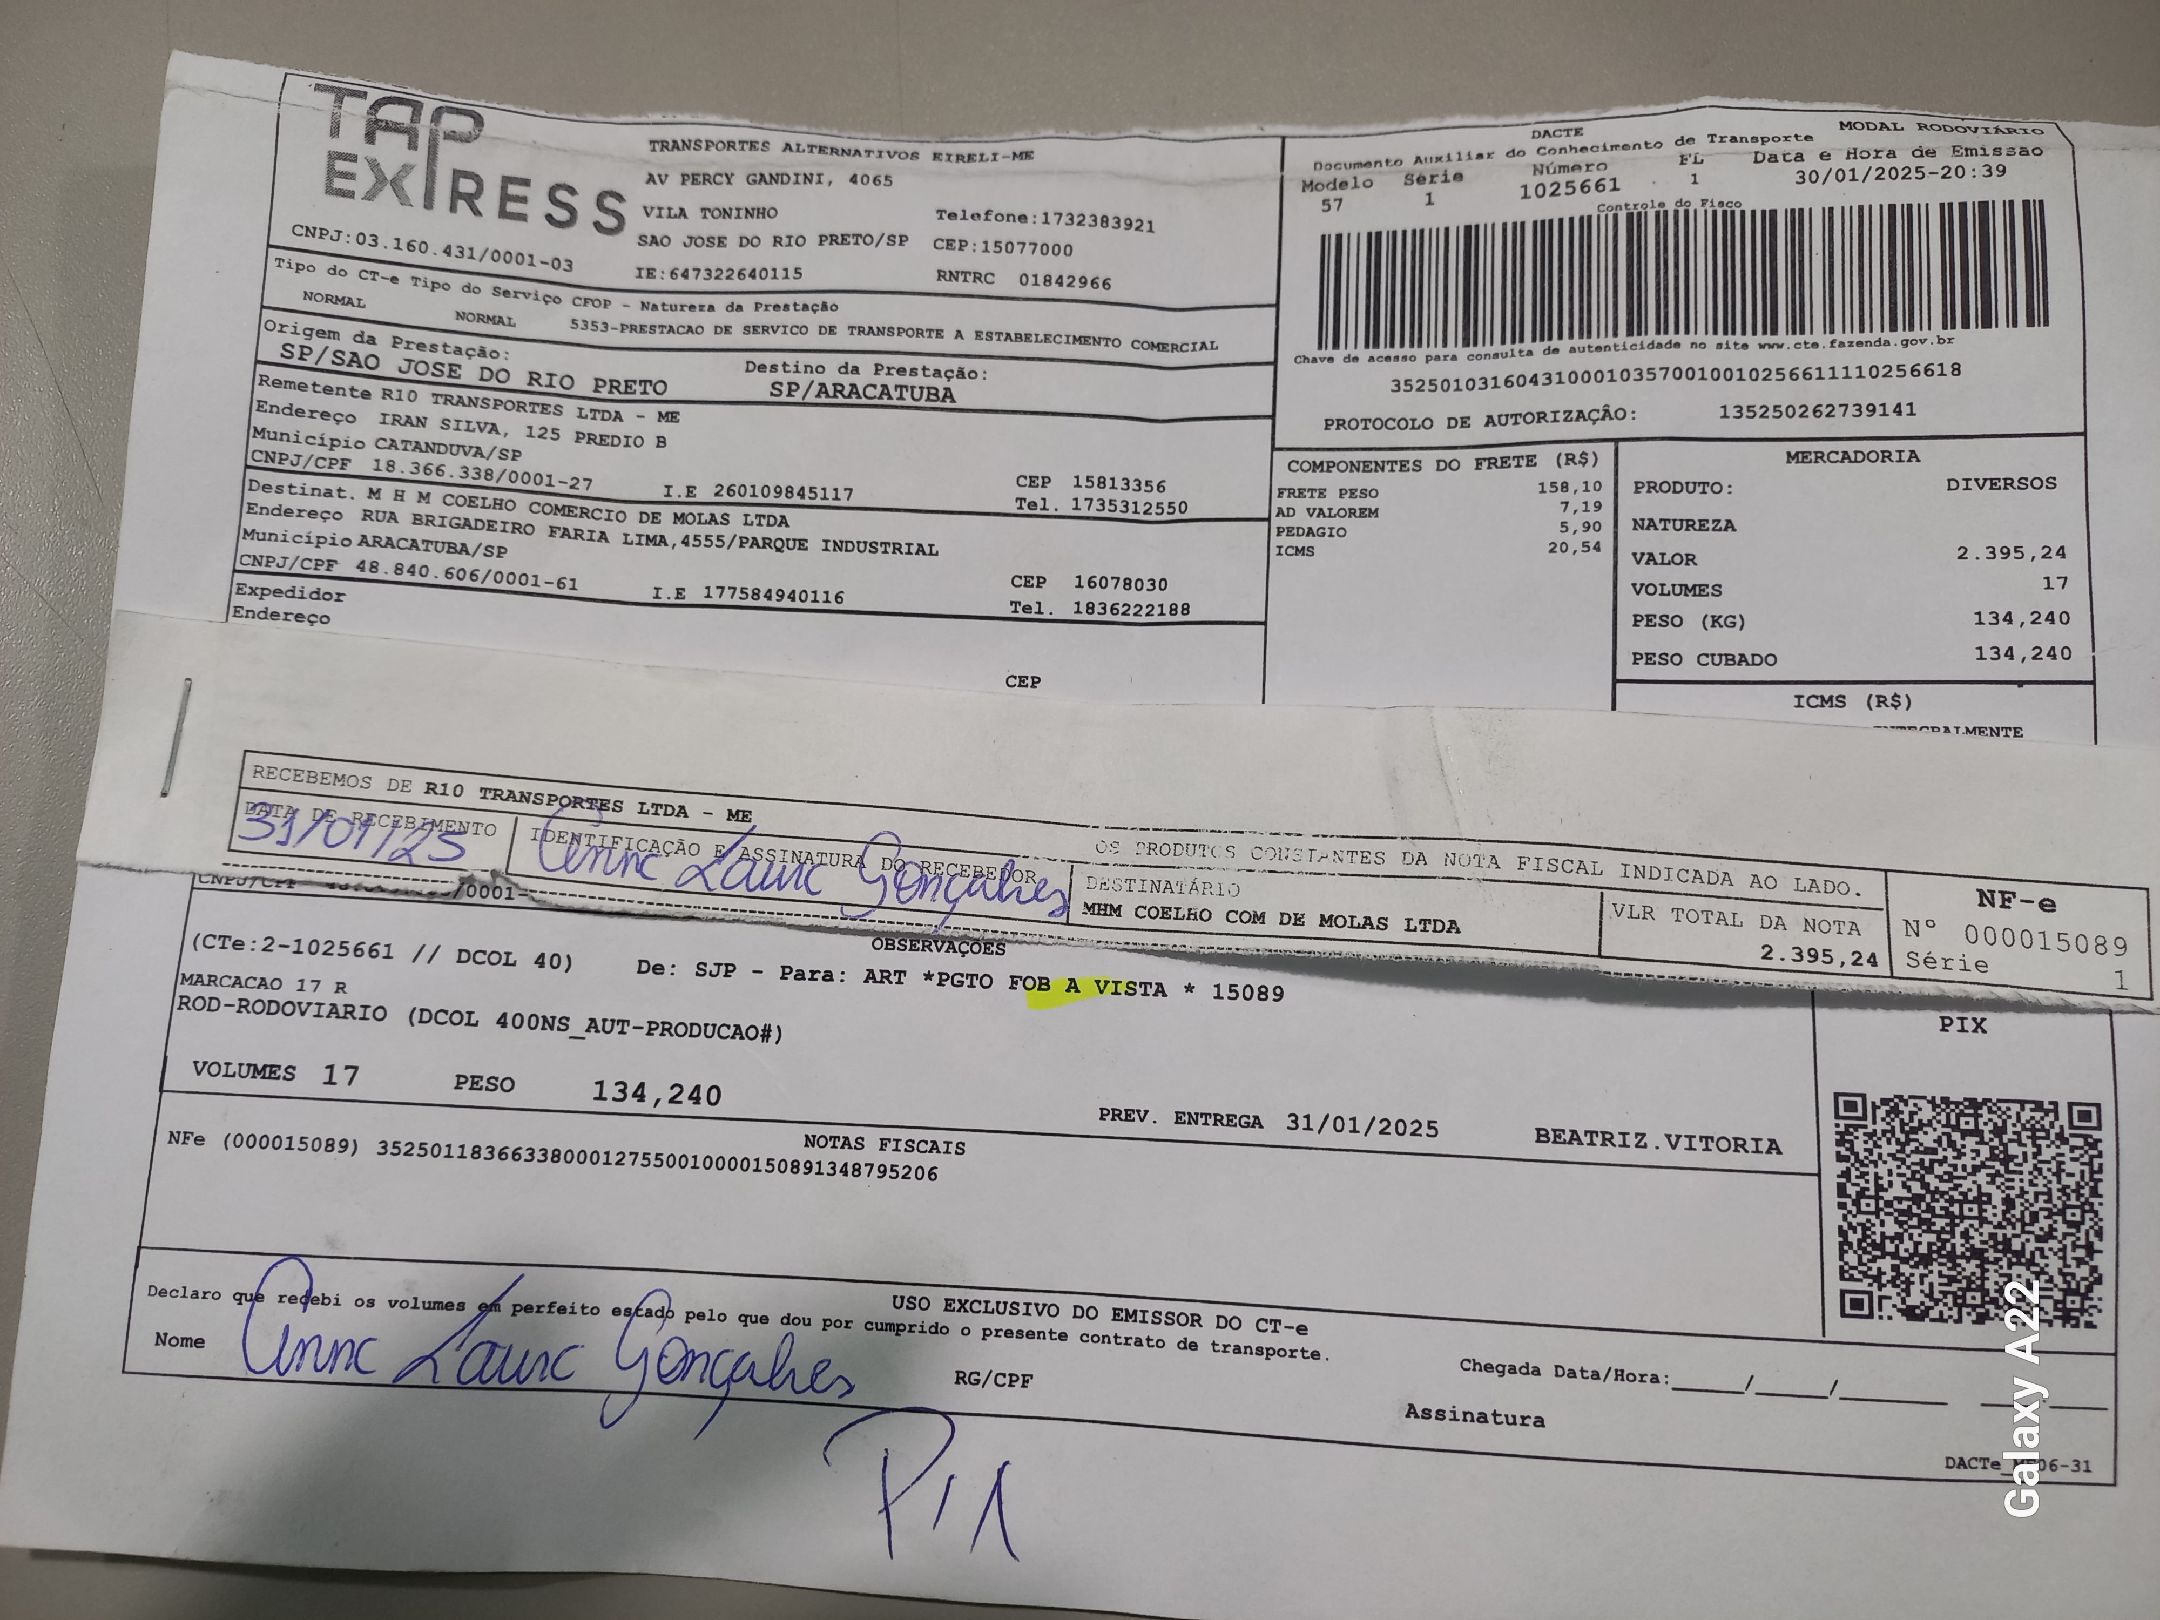 TAP
EXPRESS
TRANSPORTES ALTERNATIVOS EIRELI-ME
AV PERCY GANDINI, 4065
VILA TONINHO Telefone:1732383921
SAO JOSE DO RIO PRETO/SP CEP:15077000
CNPJ:03.160.431/0001-03 IE:647322640115 RNTRC 01842966
DACTE MODAL RODOVIÁRIO
Documento Auxiliar do Conhecimento de Transporte
Modelo Série Número FL Data e Hora de Emissão
57 1 1025661 1 30/01/2025-20:39
Controle do Fisco
Chave de acesso para consulta de autenticidade no site www.cte.fazenda.gov.br
35250103160431000103570010010256611110256618
PROTOCOLO DE AUTORIZAÇÃO: 135250262739141
Tipo do CT-e Tipo do Serviço CFOP - Natureza da Prestação
NORMAL NORMAL 5353-PRESTACAO DE SERVICO DE TRANSPORTE A ESTABELECIMENTO COMERCIAL
Origem da Prestação: Destino da Prestação:
SP/SAO JOSE DO RIO PRETO SP/ARACATUBA
Remetente R10 TRANSPORTES LTDA - ME
Endereço IRAN SILVA, 125 PREDIO B
Município CATANDUVA/SP CEP 15813356
CNPJ/CPF 18.366.338/0001-27 I.E 260109845117 Tel. 1735312550
Destinat. M H M COELHO COMERCIO DE MOLAS LTDA
Endereço RUA BRIGADEIRO FARIA LIMA,4555/PARQUE INDUSTRIAL
Município ARACATUBA/SP CEP 16078030
CNPJ/CPF 48.840.606/0001-61 I.E 177584940116 Tel. 1836222188
Expedidor
Endereço
CEP
COMPONENTES DO FRETE (R$)
FRETE PESO 158,10
AD VALOREM 7,19
PEDAGIO 5,90
ICMS 20,54
MERCADORIA
PRODUTO: DIVERSOS
NATUREZA
VALOR 2.395,24
VOLUMES 17
PESO (KG) 134,240
PESO CUBADO 134,240
ICMS (R$)
RECEBEMOS DE R10 TRANSPORTES LTDA - ME OS PRODUTOS CONSTANTES DA NOTA FISCAL INDICADA AO LADO.
DATA DE RECEBIMENTO IDENTIFICAÇÃO E ASSINATURA DO RECEBEDOR
31/01/25 Anna Laura Gonçalves
DESTINATÁRIO
MHM COELHO COM DE MOLAS LTDA
VLR TOTAL DA NOTA
2.395,24
NF-e
Nº 000015089
Série 1
OBSERVAÇÕES
(CTe:2-1025661 // DCOL 40) De: SJP - Para: ART *PGTO FOB A VISTA * 15089
MARCACAO 17 R
ROD-RODOVIARIO (DCOL 400NS_AUT-PRODUCAO#)
VOLUMES 17 PESO 134,240
PREV. ENTREGA 31/01/2025 BEATRIZ.VITORIA
PIX
NOTAS FISCAIS
NFe (000015089) 35250118366338000127550010000150891348795206
USO EXCLUSIVO DO EMISSOR DO CT-e
Declaro que recebi os volumes em perfeito estado pelo que dou por cumprido o presente contrato de transporte.
Nome Anna Laura Gonçalves RG/CPF
Chegada Data/Hora:_____/_____/_______
Assinatura
PIX
Galaxy A22